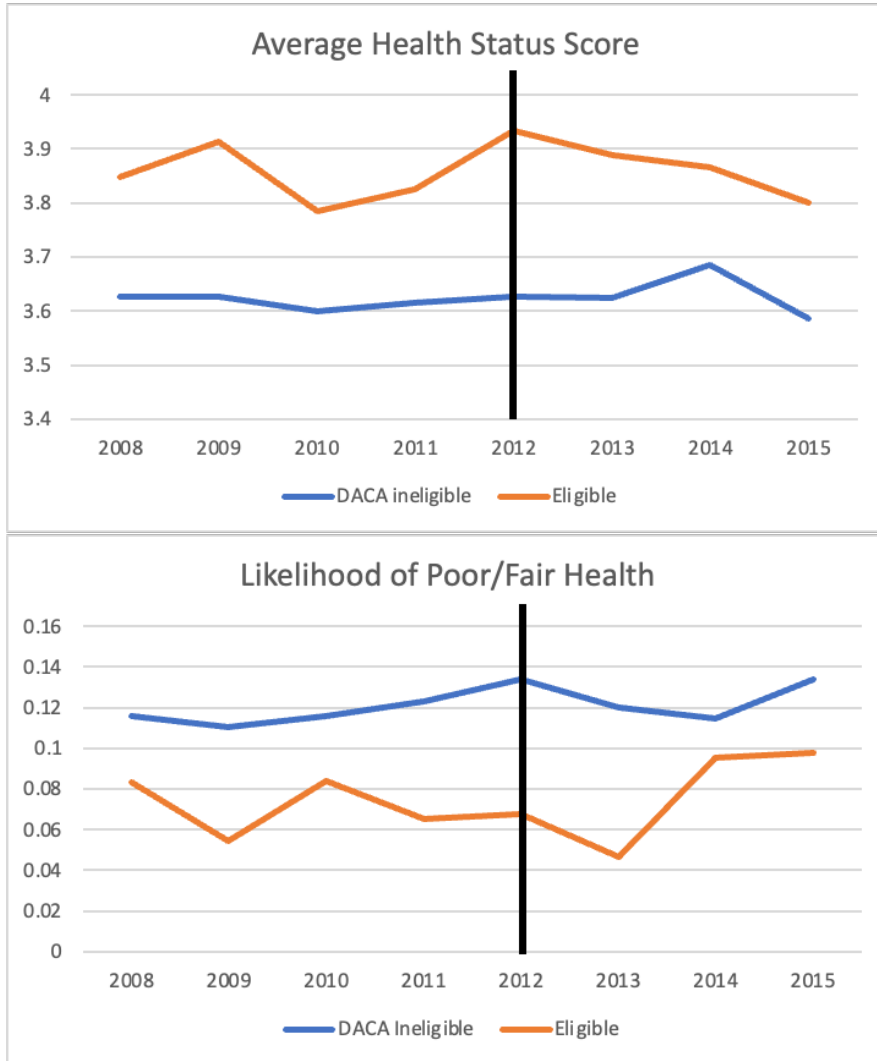 Average Health Status Score
4
3.9
3.8
3.7
3.6
3.5
3.4
2008 2009 2010 2011 2012 2013 2014 2015
DACA ineligible Eligible
Likelihood of Poor/Fair Health
0.16
0.14
0.12
0.1
0.08
0.06
0.04
0.02
0
2008 2009 2010 2011 2012 2013 2014 2015
DACA Ineligible Eligible